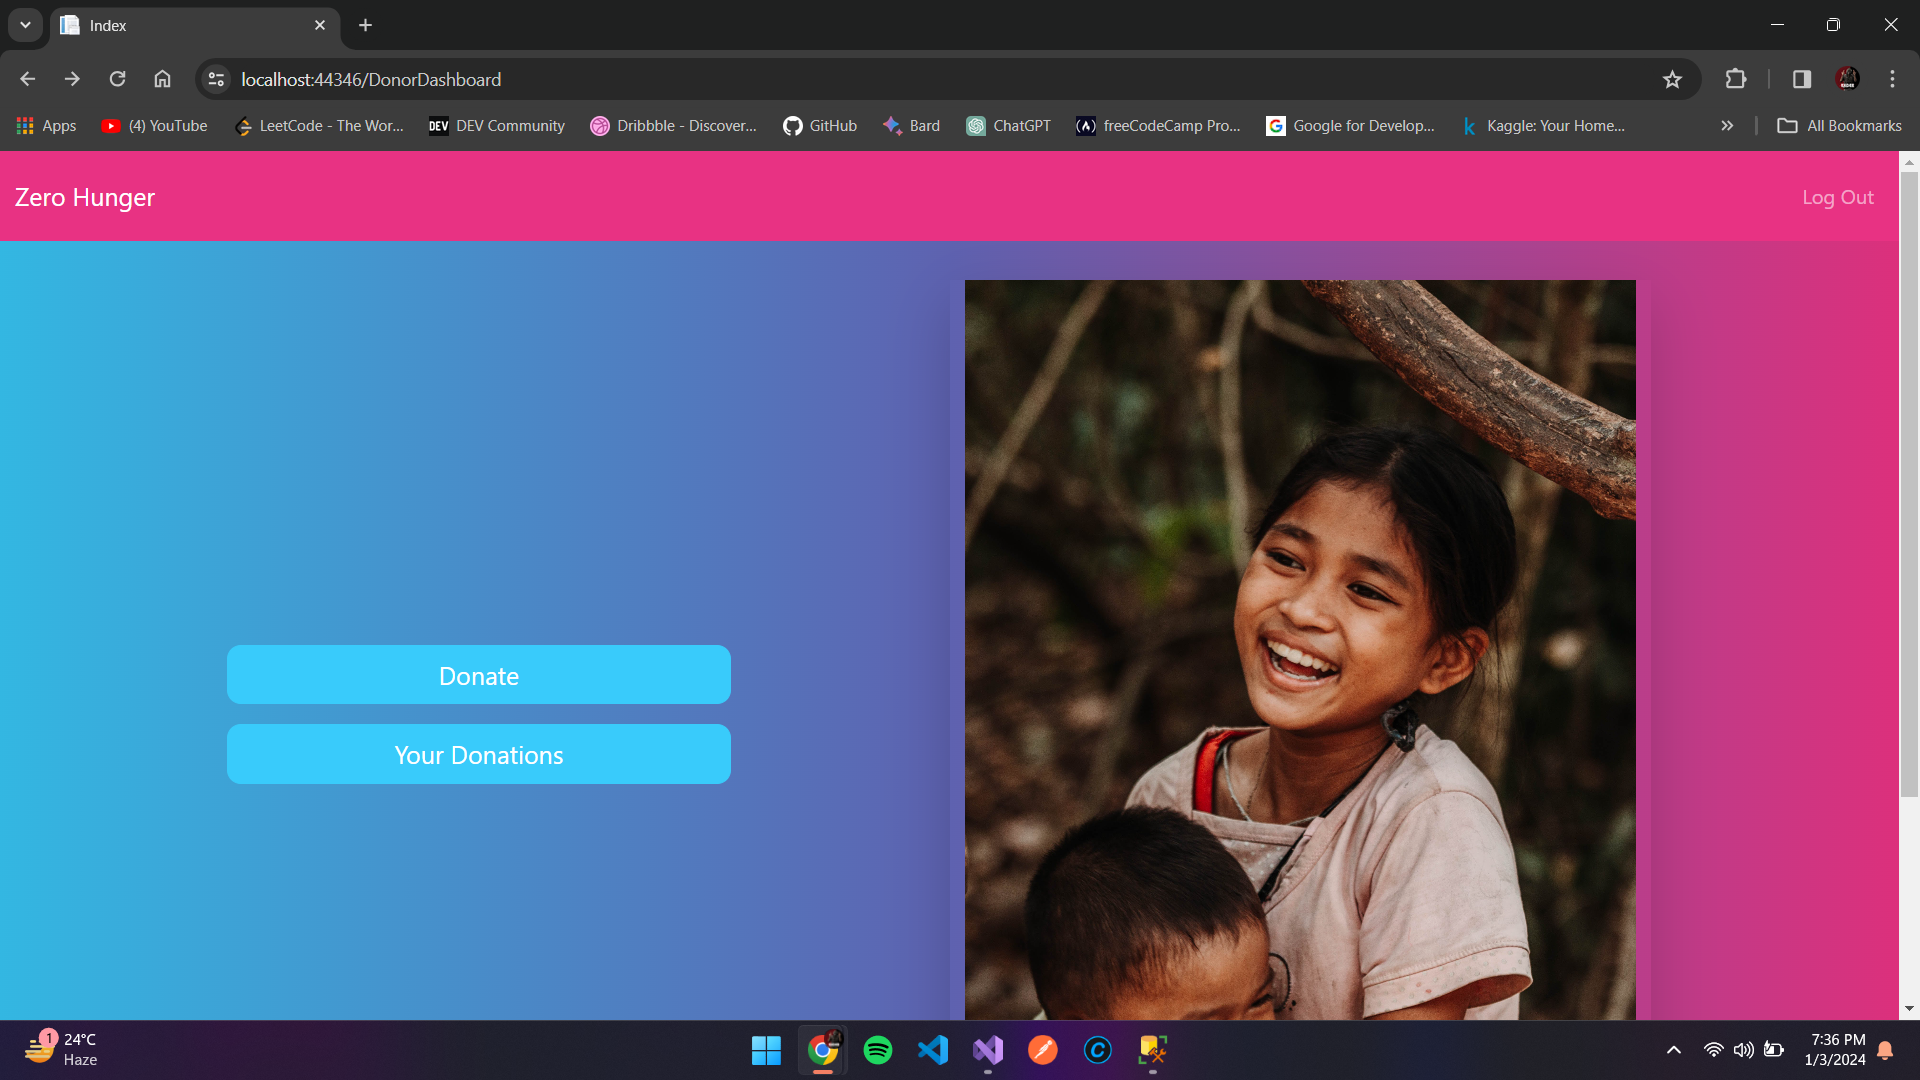 Index
localhost:44346/DonorDashboard
Apps
(4) YouTube
LeetCode - The Wor...
DEV
DEV Community
Dribbble - Discover...
GitHub
Bard
ChatGPT
freeCodeCamp Pro...
G
Google for Develop...
k
Kaggle: Your Home...
All Bookmarks
Zero Hunger
Log Out
Donate
Your Donations
1
24°C
Haze
C
7:36 PM
1/3/2024